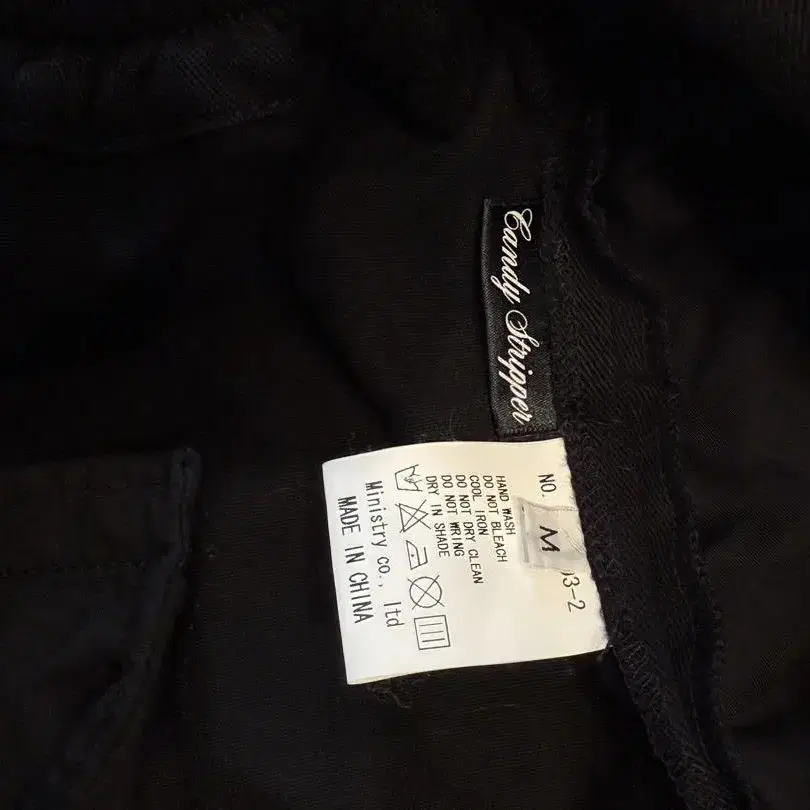 Candy Stripper
NO.
M
3-2
HAND WASH
DO NOT BLEACH
COOL IRON
DO NOT DRY CLEAN
DO NOT WRING
DRY IN SHADE
Ministry co., ltd
MADE IN CHINA